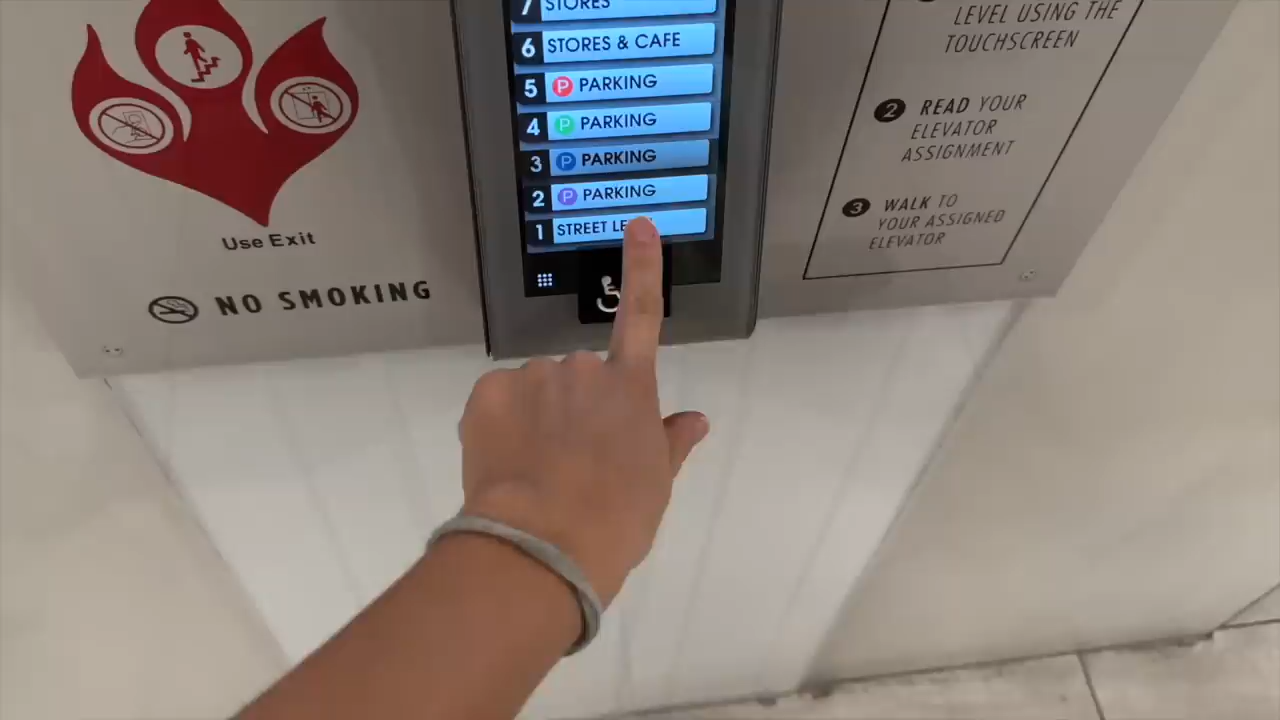 7 STORES
6 STORES & CAFE
5 P PARKING
4 P PARKING
3 P PARKING
2 P PARKING
1 STREET
Use Exit
NO SMOKING
LEVEL USING THE
TOUCHSCREEN
2 READ YOUR
ELEVATOR
ASSIGNMENT
3 WALK TO
YOUR ASSIGNED
ELEVATOR